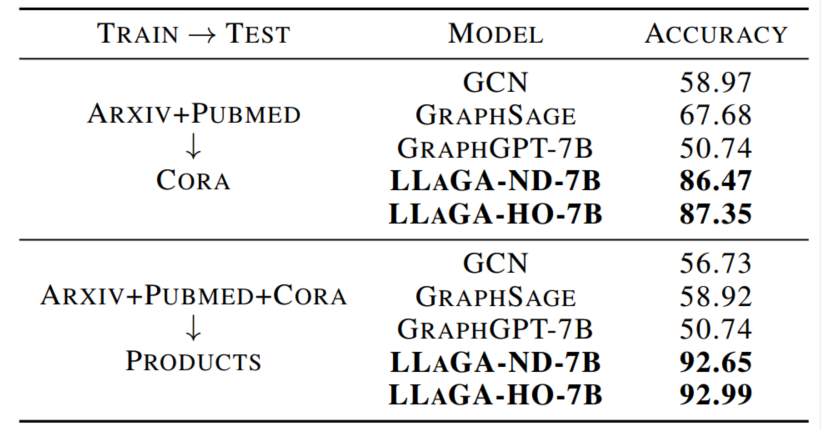 TRAIN → TEST MODEL ACCURACY
ARXIV+PUBMED
↓
CORA
GCN 58.97
GRAPHSAGE 67.68
GRAPHGPT-7B 50.74
LLAGA-ND-7B 86.47
LLAGA-HO-7B 87.35
ARXIV+PUBMED+CORA
↓
PRODUCTS
GCN 56.73
GRAPHSAGE 58.92
GRAPHGPT-7B 50.74
LLAGA-ND-7B 92.65
LLAGA-HO-7B 92.99